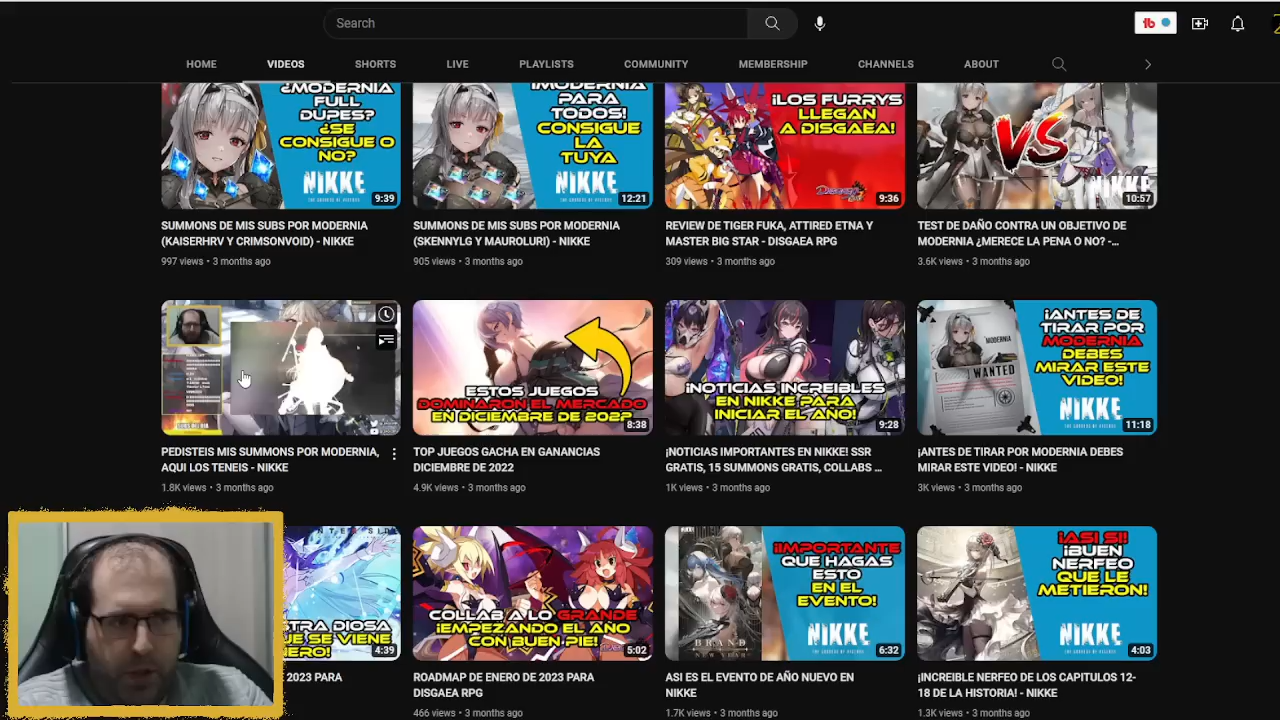 Search
HOME
VIDEOS
SHORTS
LIVE
PLAYLISTS
COMMUNITY
MEMBERSHIP
CHANNELS
ABOUT
¿MODERNIA
FULL
DUPES?
¿SE
CONSIGUE O
NO?
NIKKE
9:39
¡MODERNIA
PARA
TODOS!
CONSIGUE
LA
TUYA
NIKKE
12:21
¡LOS FURRYS
LLEGAN
A DISGAEA!
9:36
VS
NIKKE
10:57
SUMMONS DE MIS SUBS POR MODERNIA
(KAISERHRV Y CRIMSONVOID) - NIKKE
997 views • 3 months ago
SUMMONS DE MIS SUBS POR MODERNIA
(SKENNYLG Y MAUROLURI) - NIKKE
905 views • 3 months ago
REVIEW DE TIGER FUKA, ATTIRED ETNA Y
MASTER BIG STAR - DISGAEA RPG
309 views • 3 months ago
TEST DE DAÑO CONTRA UN OBJETIVO DE
MODERNIA ¿MERECE LA PENA O NO? -...
3.6K views • 3 months ago
ESTOS JUEGOS
DOMINARON EL MERCADO
EN DICIEMBRE DE 202?
8:38
¡NOTICIAS INCREIBLES
EN NIKKE PARA
INICIAR EL AÑO!
9:28
MODERNIA
WANTED
¡ANTES DE
TIRAR POR
MODERNIA
DEBES
MIRAR ESTE
VIDEO!
NIKKE
11:18
PEDISTEIS MIS SUMMONS POR MODERNIA,
AQUI LOS TENEIS - NIKKE
1.8K views • 3 months ago
TOP JUEGOS GACHA EN GANANCIAS
DICIEMBRE DE 2022
4.9K views • 3 months ago
¡NOTICIAS IMPORTANTES EN NIKKE! SSR
GRATIS, 15 SUMMONS GRATIS, COLLABS ...
1K views • 3 months ago
¡ANTES DE TIRAR POR MODERNIA DEBES
MIRAR ESTE VIDEO! - NIKKE
3K views • 3 months ago
TRA DIOSA
UE SE VIENE
NERO!
4:39
COLLAB A LO GRANDE
¡EMPEZANDO EL AÑO
CON BUEN PIE!
5:02
BRAND
NEW YEAR
¡IMPORTANTE
QUE HAGAS
ESTO
EN EL
EVENTO!
NIKKE
6:32
¡ASI SI!
¡BUEN
NERFEO
QUE LE
METIERON!
NIKKE
4:03
2023 PARA
ROADMAP DE ENERO DE 2023 PARA
DISGAEA RPG
466 views • 3 months ago
ASI ES EL EVENTO DE AÑO NUEVO EN
NIKKE
1.7K views • 3 months ago
¡INCREIBLE NERFEO DE LOS CAPITULOS 12-
18 DE LA HISTORIA! - NIKKE
1.3K views • 3 months ago